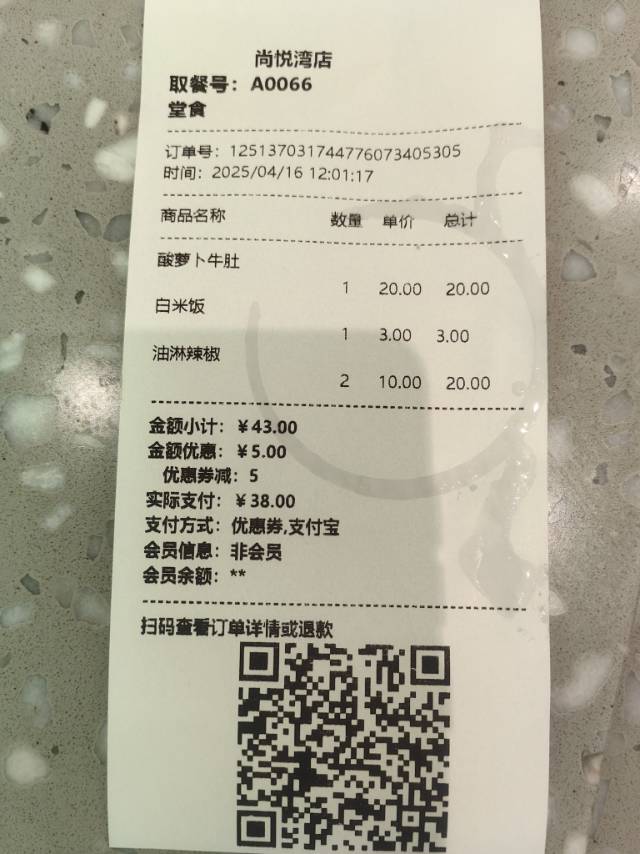 尚悦湾店
取餐号：A0066
堂食
订单号：125137031744776073405305
时间：2025/04/16 12:01:17
商品名称 数量 单价 总计
酸萝卜牛肚
1 20.00 20.00
白米饭
1 3.00 3.00
油淋辣椒
2 10.00 20.00
金额小计：￥43.00
金额优惠：￥5.00
优惠券减：5
实际支付：￥38.00
支付方式：优惠券,支付宝
会员信息：非会员
会员余额：**
扫码查看订单详情或退款